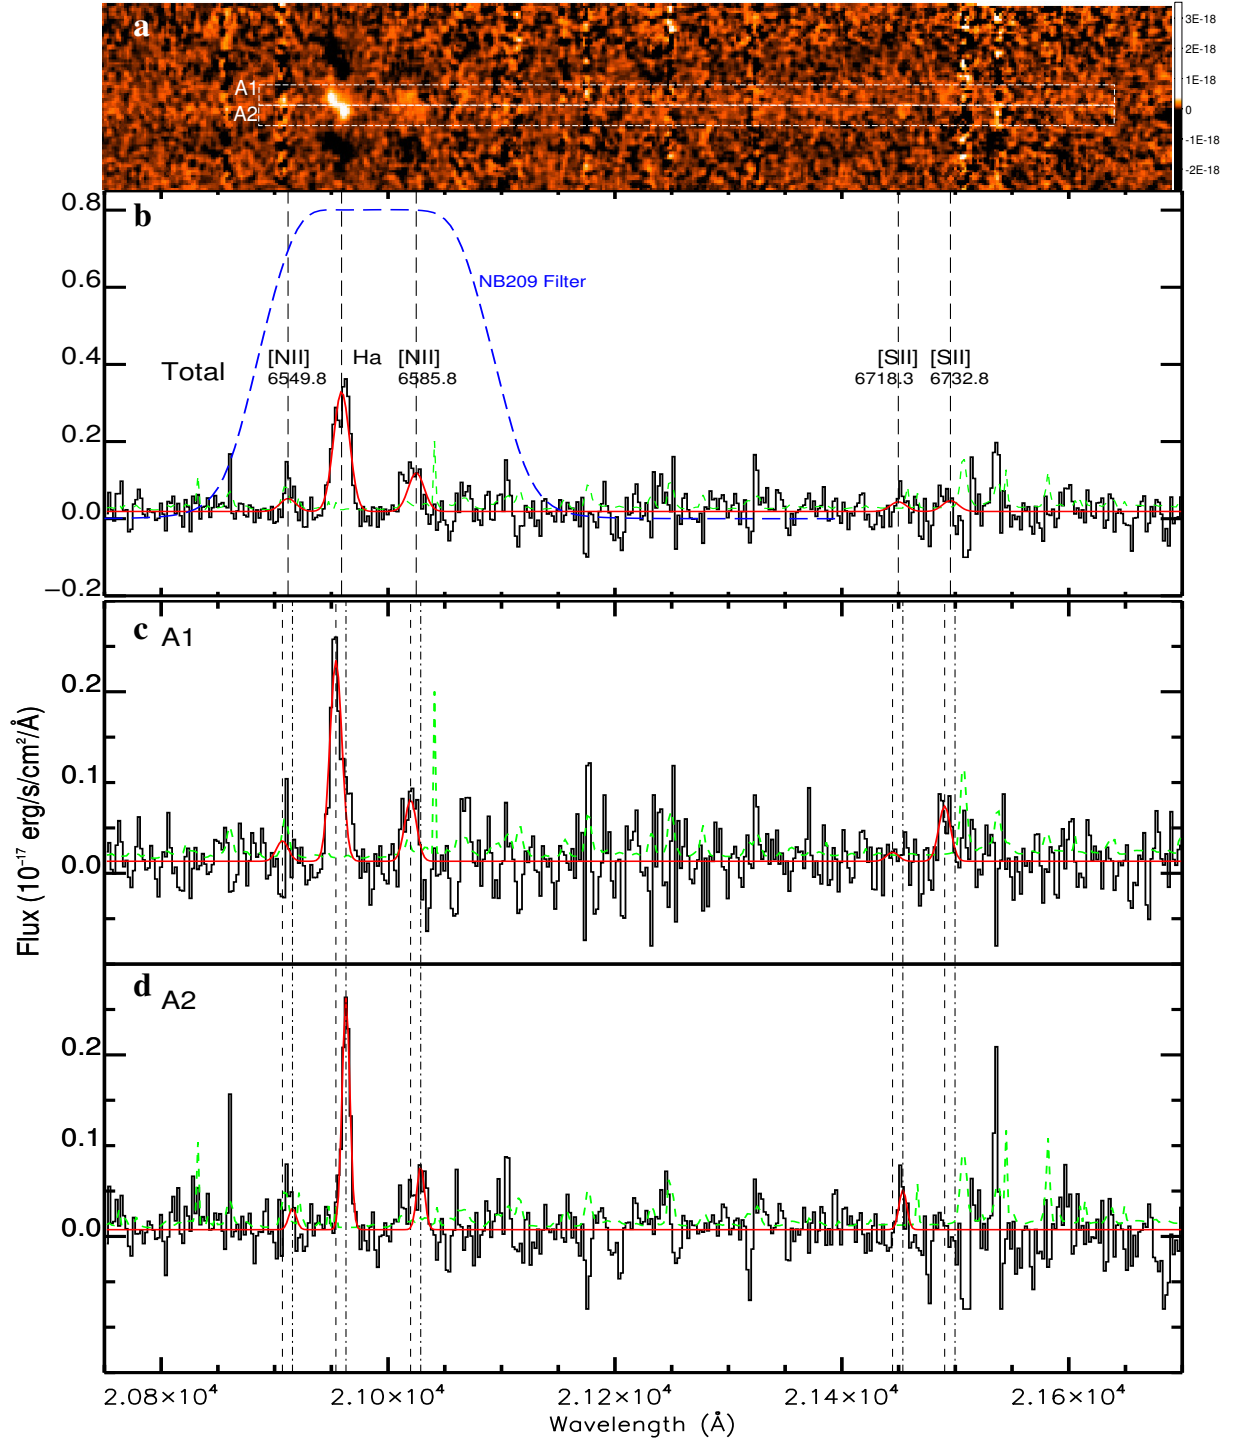 a
A1
A2
3E-18
2E-18
1E-18
0
-1E-18
-2E-18
b
0.8
0.6
0.4
0.2
0.0
−0.2
NB209 Filter
Total
[NII] Ha [NII]
6549.8 6585.8
[SII] [SII]
6718.3 6732.8
c A1
0.2
0.1
0.0
d A2
0.2
0.1
0.0
Flux (10⁻¹⁷ erg/s/cm²/Å)
2.08×10⁴ 2.10×10⁴ 2.12×10⁴ 2.14×10⁴ 2.16×10⁴
Wavelength (Å)